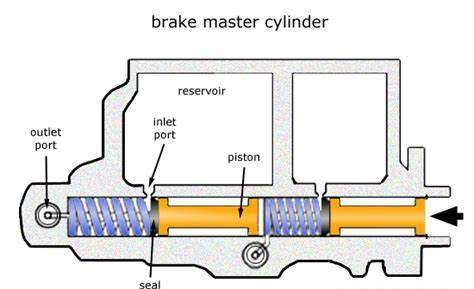 brake master cylinder
reservoir
inlet
port
outlet
port
piston
seal